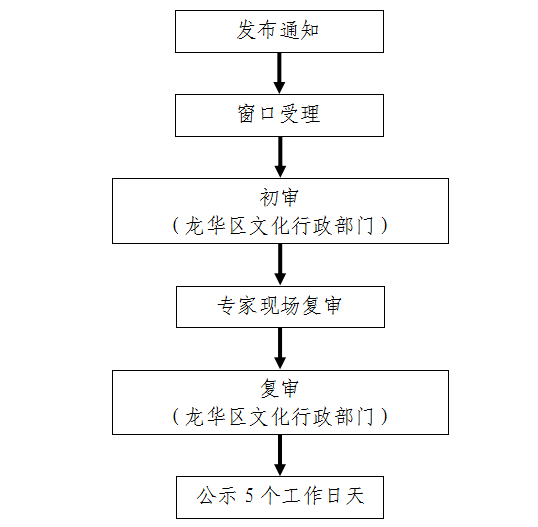 发布通知
窗口受理
初审
（龙华区文化行政部门）
专家现场复审
复审
（龙华区文化行政部门）
公示 5 个工作日天